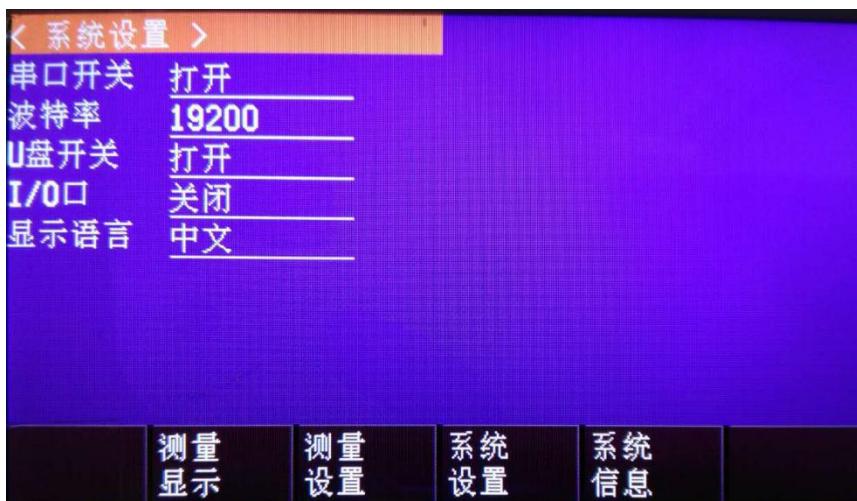 < 系统设置 >
串口开关 打开
波特率 19200
U盘开关 打开
I/O口 关闭
显示语言 中文
测量显示 测量设置 系统设置 系统信息